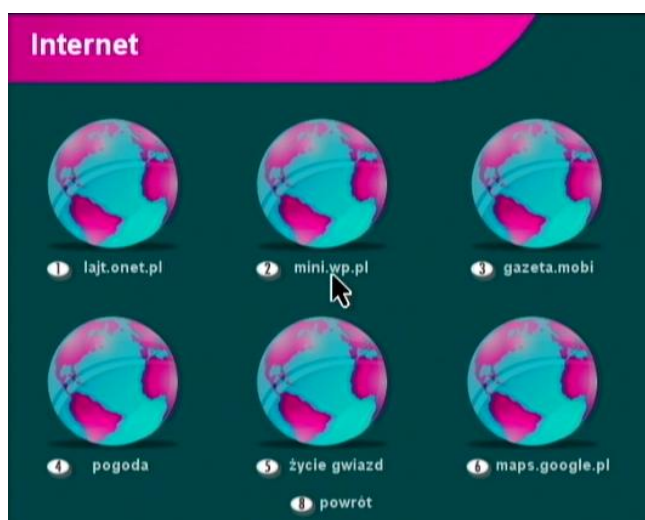 Internet
1 lajt.onet.pl
2 mini.wp.pl
3 gazeta.mobi
4 pogoda
5 życie gwiazd
6 maps.google.pl
8 powrót